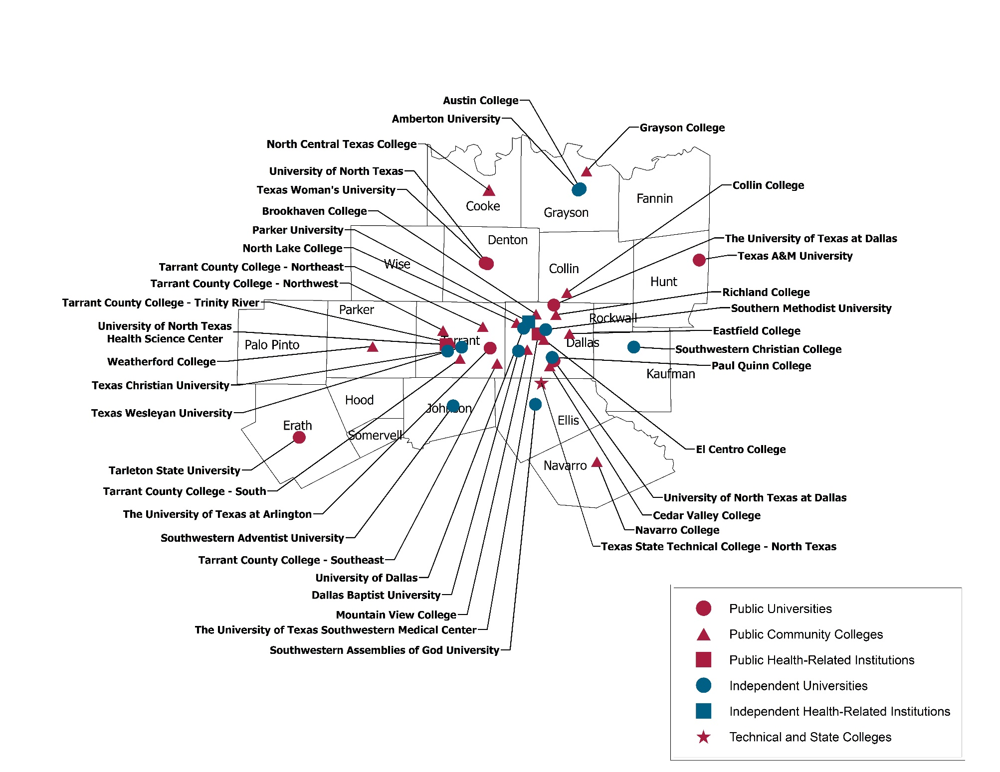 Austin College
Amberton University
Grayson College
North Central Texas College
University of North Texas
Collin College
Texas Woman's University
Fannin
Cooke
Grayson
Brookhaven College
Parker University
Denton
The University of Texas at Dallas
North Lake College
Texas A&M University
Wise
Tarrant County College - Northeast
Collin
Hunt
Tarrant County College - Northwest
Richland College
Tarrant County College - Trinity River
Parker
Southern Methodist University
Rockwall
University of North Texas
Health Science Center
Eastfield College
Palo Pinto
Tarrant
Dallas
Southwestern Christian College
Weatherford College
Paul Quinn College
Kaufman
Texas Christian University
Hood
Johnson
Texas Wesleyan University
Ellis
Erath
Somervell
El Centro College
Navarro
Tarleton State University
Tarrant County College - South
University of North Texas at Dallas
The University of Texas at Arlington
Cedar Valley College
Navarro College
Southwestern Adventist University
Texas State Technical College - North Texas
Tarrant County College - Southeast
University of Dallas
Dallas Baptist University
Mountain View College
The University of Texas Southwestern Medical Center
Southwestern Assemblies of God University
Public Universities
Public Community Colleges
Public Health-Related Institutions
Independent Universities
Independent Health-Related Institutions
Technical and State Colleges